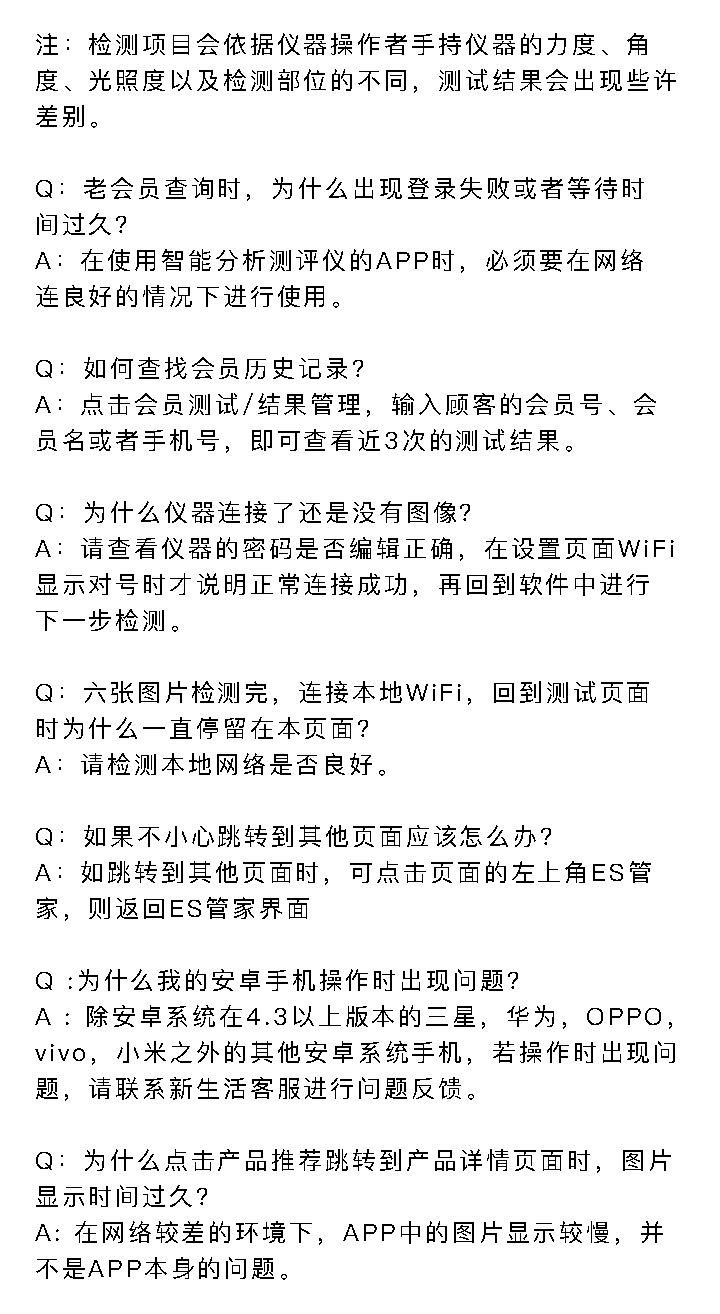 注：检测项目会依据仪器操作者手持仪器的力度、角
度、光照度以及检测部位的不同，测试结果会出现些许
差别。
Q：老会员查询时，为什么出现登录失败或者等待时
间过久？
A：在使用智能分析测评仪的APP时，必须要在网络
连良好的情况下进行使用。
Q：如何查找会员历史记录？
A：点击会员测试/结果管理，输入顾客的会员号、会
员名或者手机号，即可查看近3次的测试结果。
Q：为什么仪器连接了还是没有图像？
A：请查看仪器的密码是否编辑正确，在设置页面WiFi
显示对号时才说明正常连接成功，再回到软件中进行
下一步检测。
Q：六张图片检测完，连接本地WiFi，回到测试页面
时为什么一直停留在本页面？
A：请检测本地网络是否良好。
Q：如果不小心跳转到其他页面应该怎么办？
A：如跳转到其他页面时，可点击页面的左上角ES管
家，则返回ES管家界面
Q :为什么我的安卓手机操作时出现问题？
A : 除安卓系统在4.3以上版本的三星，华为，OPPO，
vivo，小米之外的其他安卓系统手机，若操作时出现问
题，请联系新生活客服进行问题反馈。
Q：为什么点击产品推荐跳转到产品详情页面时，图片
显示时间过久？
A: 在网络较差的环境下，APP中的图片显示较慢，并
不是APP本身的问题。